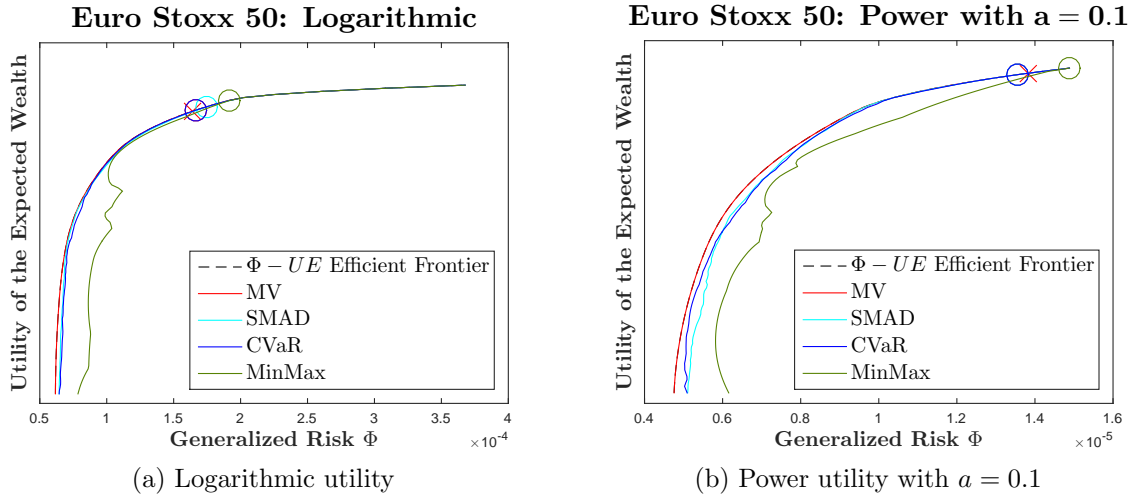 Euro Stoxx 50: Logarithmic
Utility of the Expected Wealth
Φ − UE Efficient Frontier
MV
SMAD
CVaR
MinMax
0.5 1 1.5 2 2.5 3 3.5 4
Generalized Risk Φ
×10⁻⁴
(a) Logarithmic utility
Euro Stoxx 50: Power with a = 0.1
Utility of the Expected Wealth
Φ − UE Efficient Frontier
MV
SMAD
CVaR
MinMax
0.4 0.6 0.8 1 1.2 1.4 1.6
Generalized Risk Φ
×10⁻⁵
(b) Power utility with a = 0.1